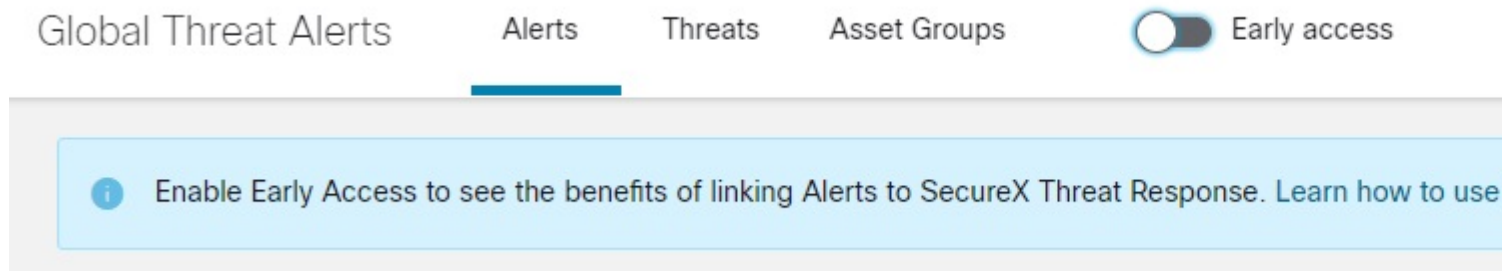 Global Threat Alerts Alerts Threats Asset Groups Early access
Enable Early Access to see the benefits of linking Alerts to SecureX Threat Response. Learn how to use